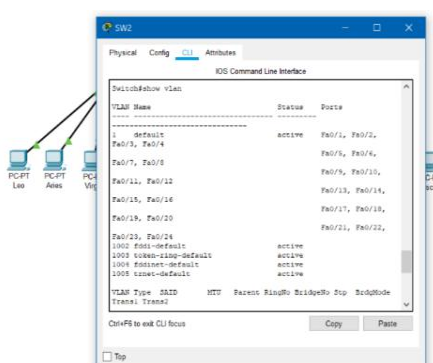 SW2
Physical Config CLI Attributes
IOS Command Line Interface
Switch#show vlan
VLAN Name Status Ports
---- -------------------------------- --------- -------------------------------
1 default active Fa0/1, Fa0/2,
Fa0/3, Fa0/4
Fa0/5, Fa0/6,
Fa0/7, Fa0/8
Fa0/9, Fa0/10,
Fa0/11, Fa0/12
Fa0/13, Fa0/14,
Fa0/15, Fa0/16
Fa0/17, Fa0/18,
Fa0/19, Fa0/20
Fa0/21, Fa0/22,
Fa0/23, Fa0/24
1002 fddi-default active
1003 token-ring-default active
1004 fddinet-default active
1005 trnet-default active
VLAN Type SAID MTU Parent RingNo BridgeNo Stp BrdgMode
Trans1 Trans2
Ctrl+F6 to exit CLI focus
Copy Paste
Top
PC-PT
Leo
PC-PT
Aries